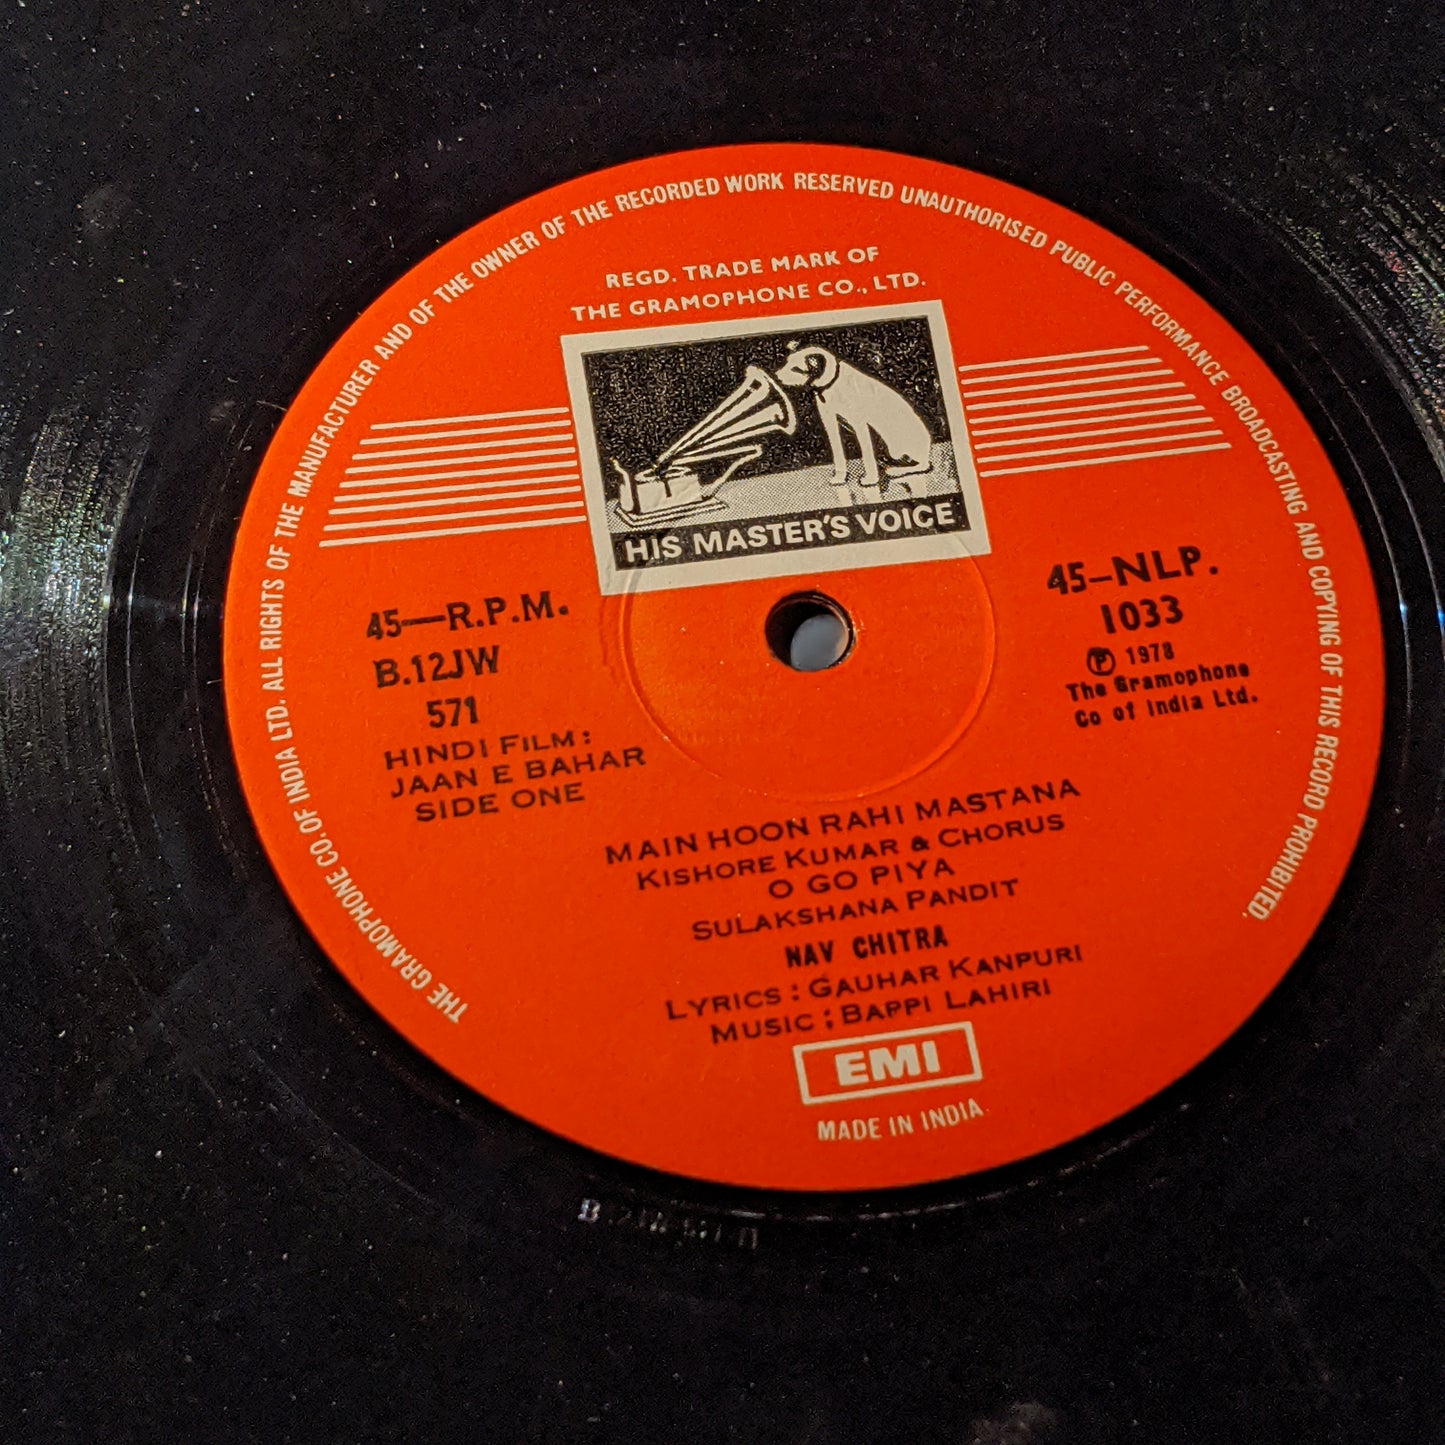 THE GRAMOPHONE CO. OF INDIA LTD. ALL RIGHTS OF THE MANUFACTURER AND OF THE OWNER OF THE RECORDED WORK RESERVED UNAUTHORISED PUBLIC PERFORMANCE BROADCASTING AND COPYING OF THIS RECORD PROHIBITED.
REGD. TRADE MARK OF
THE GRAMOPHONE CO., LTD.
HIS MASTER'S VOICE
45—R.P.M.
B.12JW
571
HINDI FILM:
JAAN E BAHAR
SIDE ONE
45-NLP.
1033
Ⓟ 1978
The Gramophone
Co of India Ltd.
MAIN HOON RAHI MASTANA
KISHORE KUMAR & CHORUS
O GO PIYA
SULAKSHANA PANDIT
NAV CHITRA
LYRICS: GAUHAR KANPURI
MUSIC: BAPPI LAHIRI
EMI
MADE IN INDIA